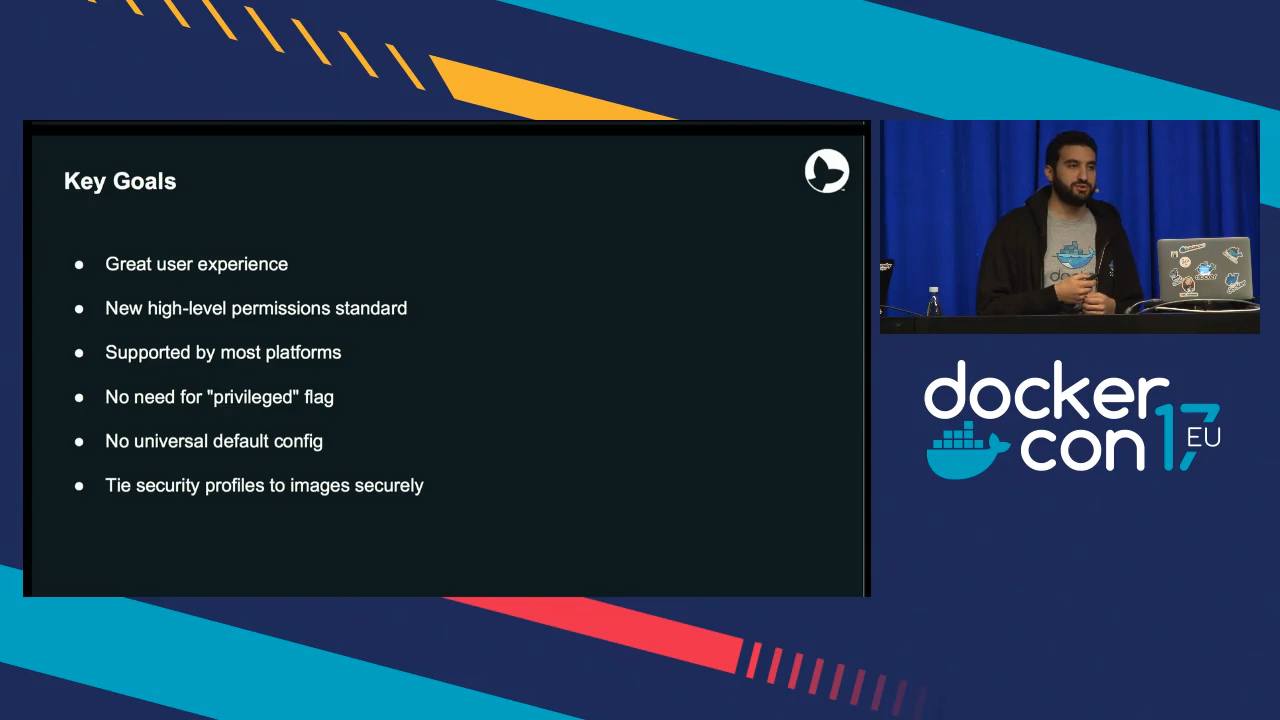 Key Goals
● Great user experience
● New high-level permissions standard
● Supported by most platforms
● No need for "privileged" flag
● No universal default config
● Tie security profiles to images securely
docker
con 17
EU